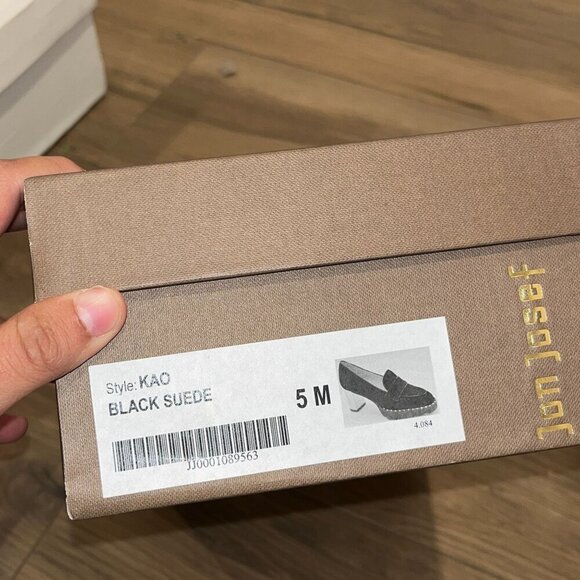 Style: KAO
BLACK SUEDE
5 M
JJ0001089563
4.084
jon josef